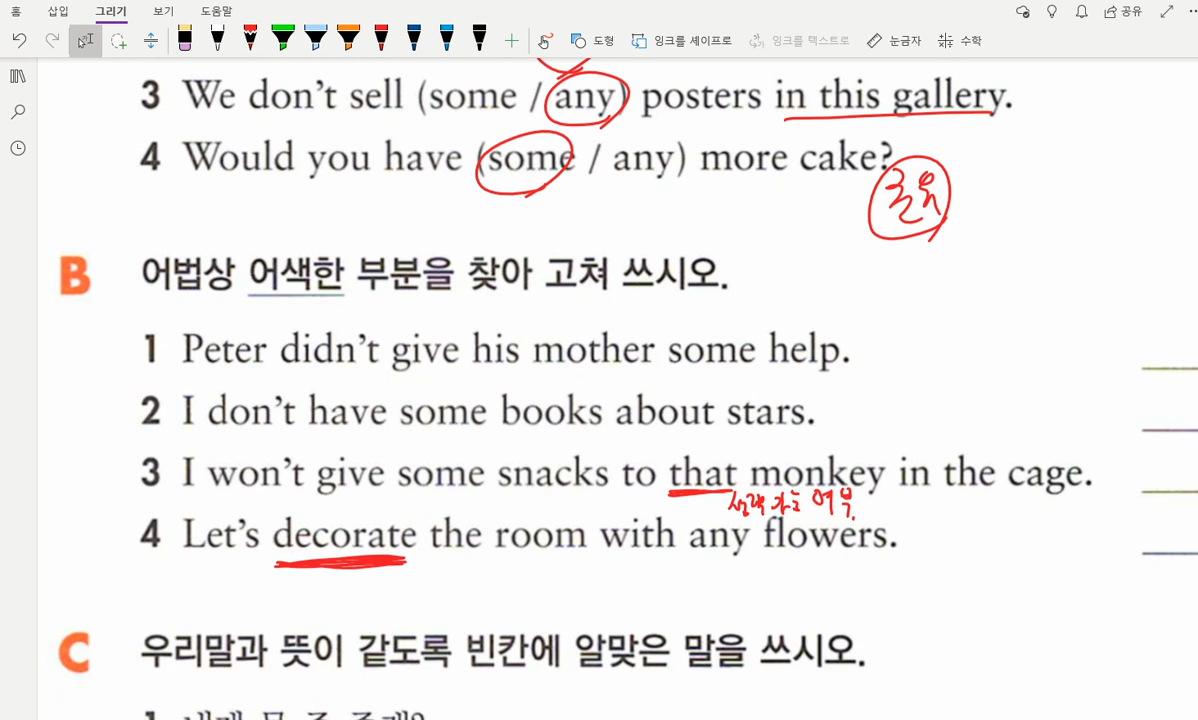 홈 삽입 그리기 보기 도움말 공유
도형 잉크를 셰이프로 잉크를 텍스트로 눈금자 수학
3 We don't sell (some / any) posters in this gallery.
4 Would you have (some / any) more cake?
권유
B 어법상 어색한 부분을 찾아 고쳐 쓰시오.
1 Peter didn't give his mother some help.
2 I don't have some books about stars.
3 I won't give some snacks to that monkey in the cage.
생략 가능 여부.
4 Let's decorate the room with any flowers.
C 우리말과 뜻이 같도록 빈칸에 알맞은 말을 쓰시오.